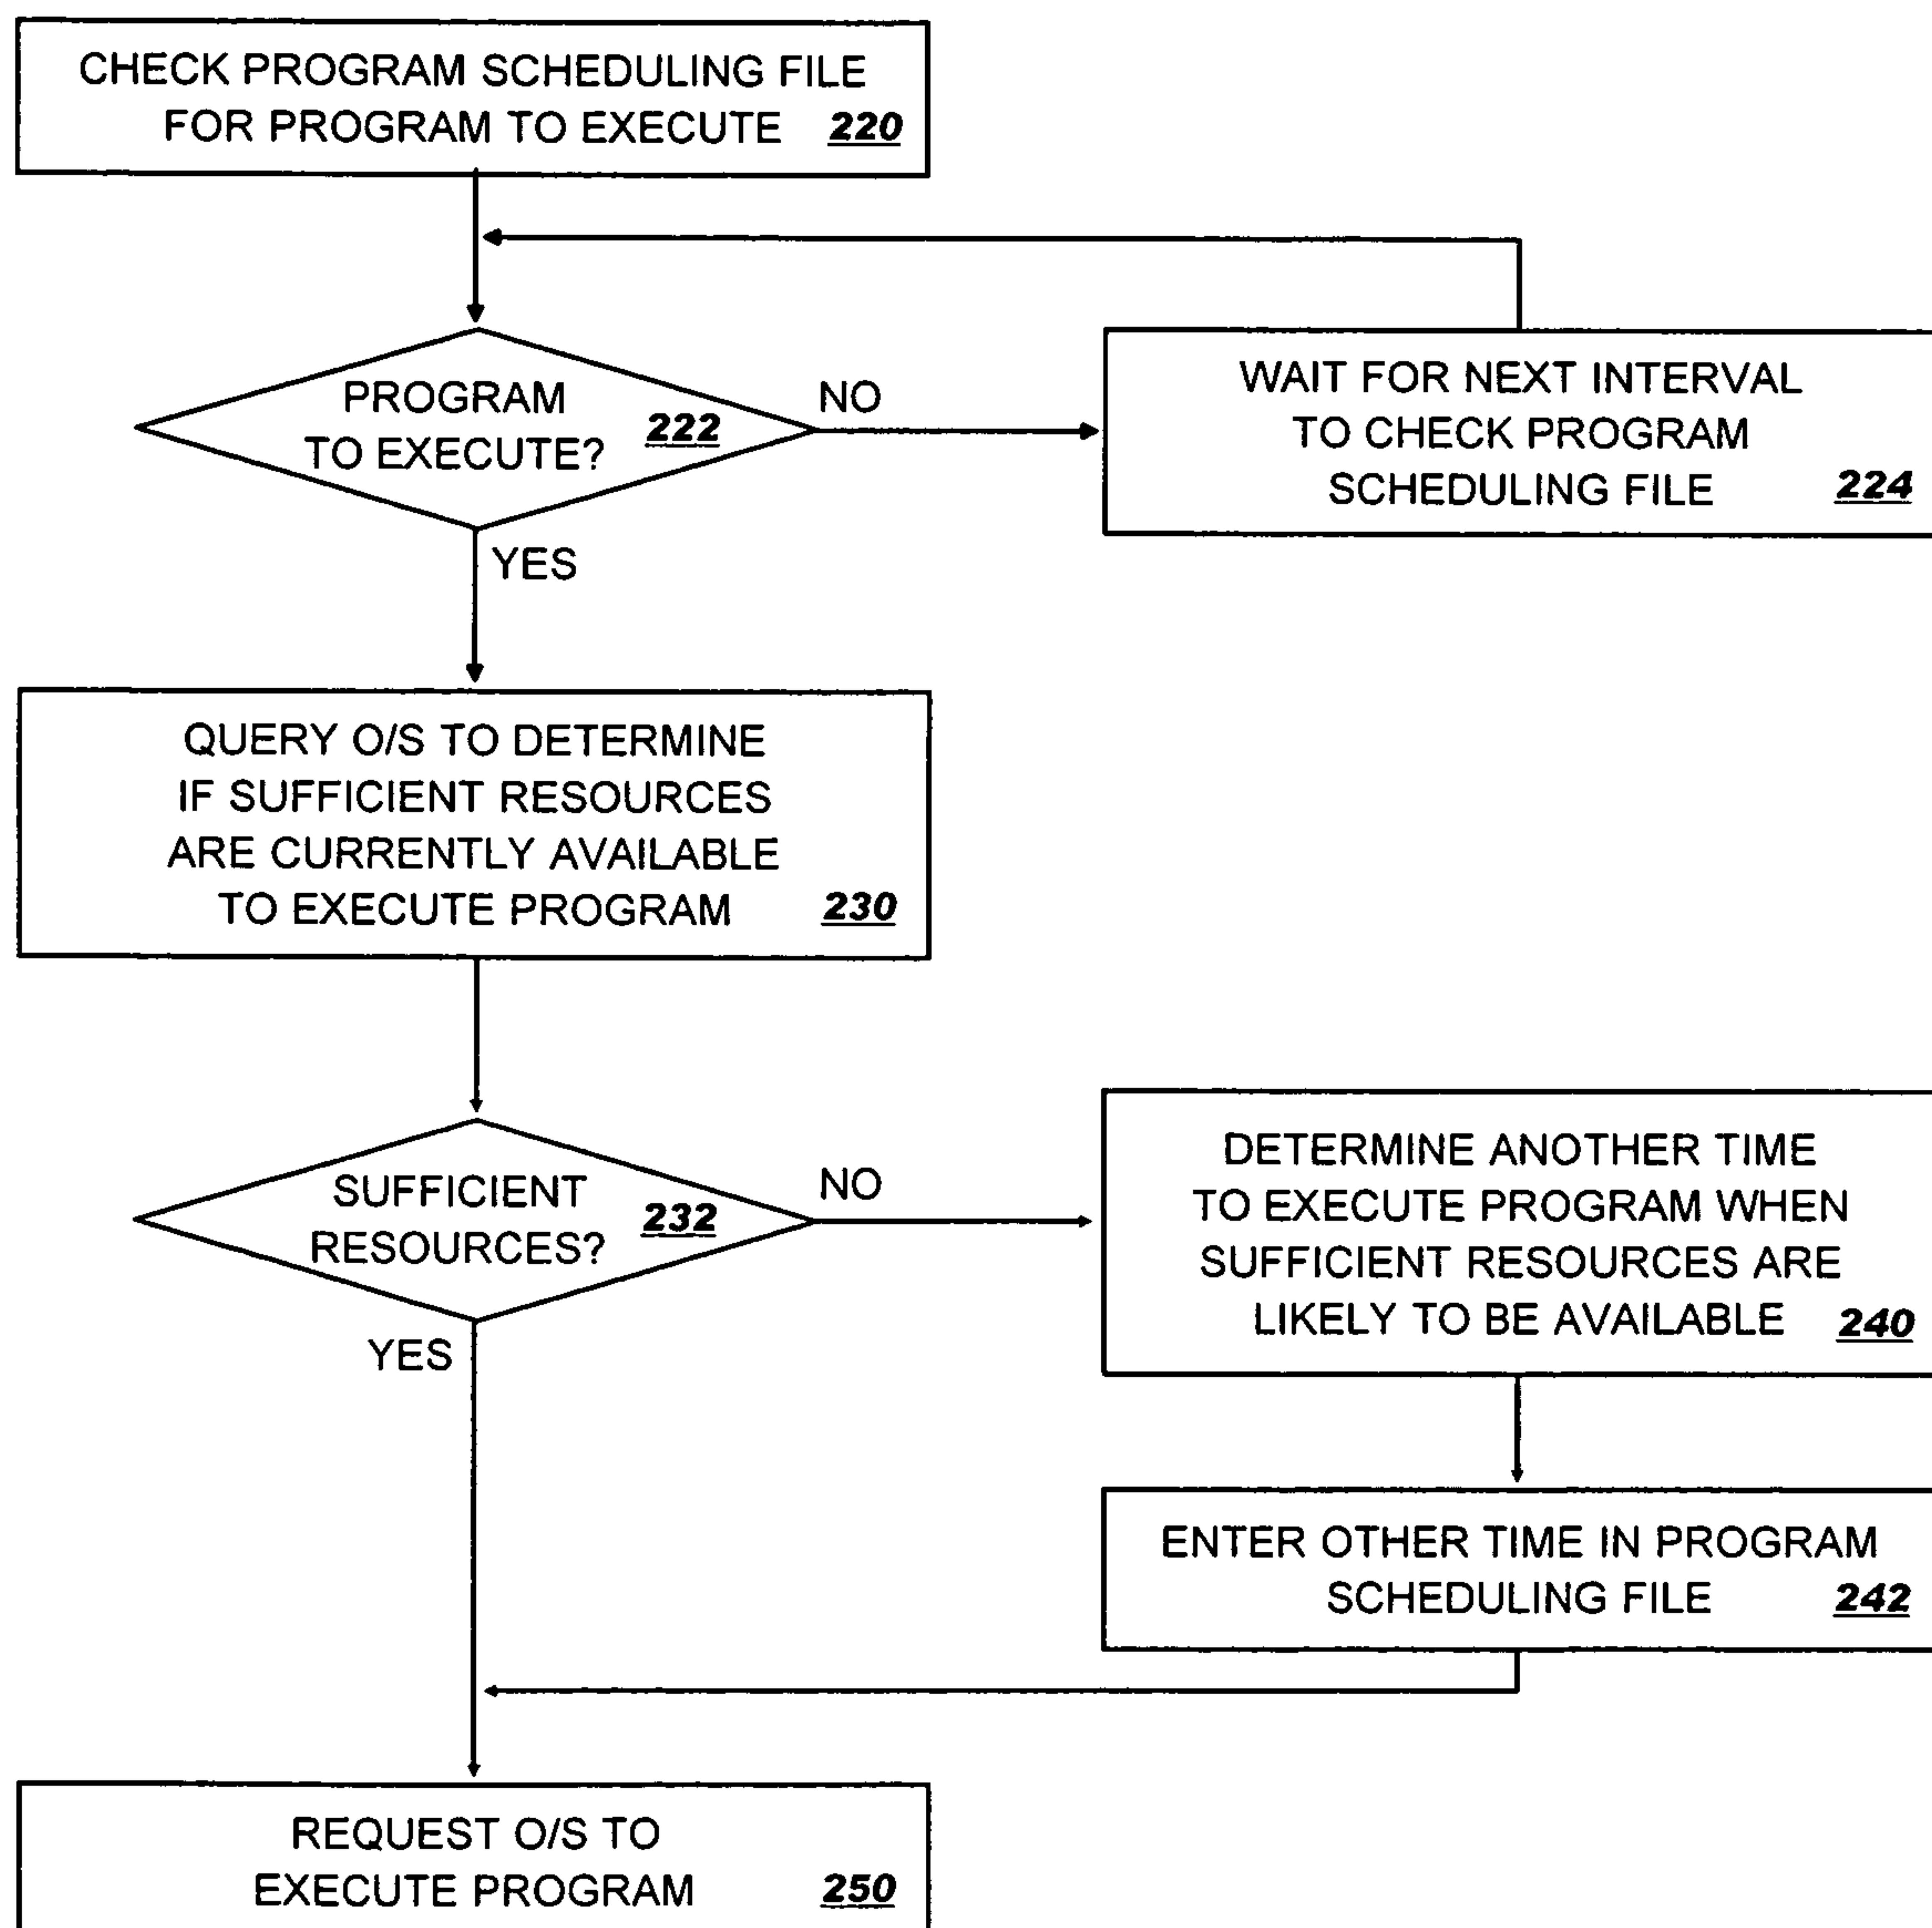 CHECK PROGRAM SCHEDULING FILE
FOR PROGRAM TO EXECUTE 220
PROGRAM
TO EXECUTE? 222
NO
WAIT FOR NEXT INTERVAL
TO CHECK PROGRAM
SCHEDULING FILE 224
YES
QUERY O/S TO DETERMINE
IF SUFFICIENT RESOURCES
ARE CURRENTLY AVAILABLE
TO EXECUTE PROGRAM 230
SUFFICIENT
RESOURCES? 232
NO
DETERMINE ANOTHER TIME
TO EXECUTE PROGRAM WHEN
SUFFICIENT RESOURCES ARE
LIKELY TO BE AVAILABLE 240
YES
ENTER OTHER TIME IN PROGRAM
SCHEDULING FILE 242
REQUEST O/S TO
EXECUTE PROGRAM 250